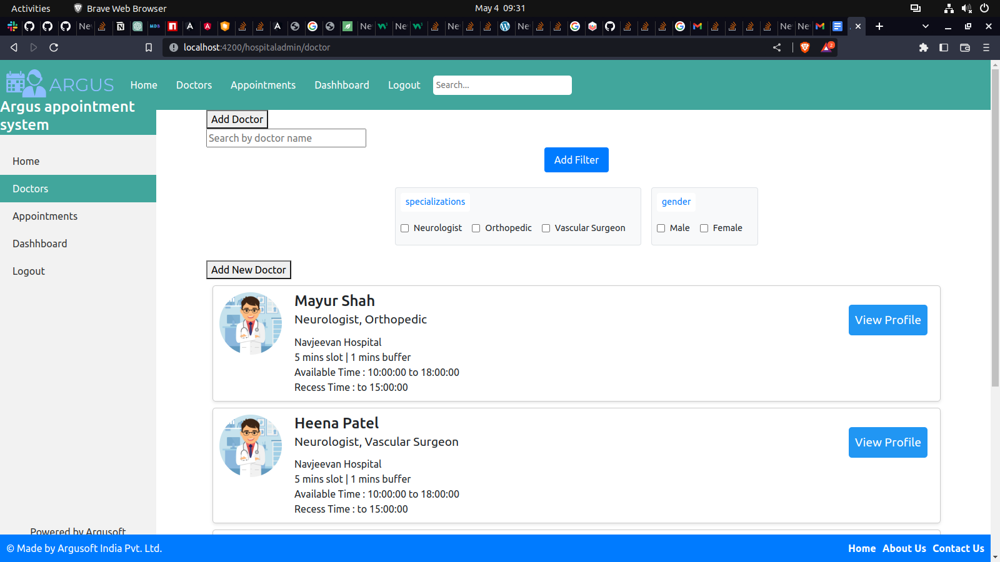 Activities Brave Web Browser May 4 09:31
localhost:4200/hospitaladmin/doctor 2
ARGUS Home Doctors Appointments Dashhboard Logout Search...
Argus appointment
system
Add Doctor
Search by doctor name
Add Filter
Home
Doctors
Appointments
Dashhboard
Logout
specializations
Neurologist Orthopedic Vascular Surgeon
gender
Male Female
Add New Doctor
Mayur Shah
Neurologist, Orthopedic
View Profile
Navjeevan Hospital
5 mins slot | 1 mins buffer
Available Time : 10:00:00 to 18:00:00
Recess Time : to 15:00:00
Heena Patel
Neurologist, Vascular Surgeon
View Profile
Navjeevan Hospital
5 mins slot | 1 mins buffer
Available Time : 10:00:00 to 18:00:00
Recess Time : to 15:00:00
Powered by Argusoft
© Made by Argusoft India Pvt. Ltd. Home About Us Contact Us